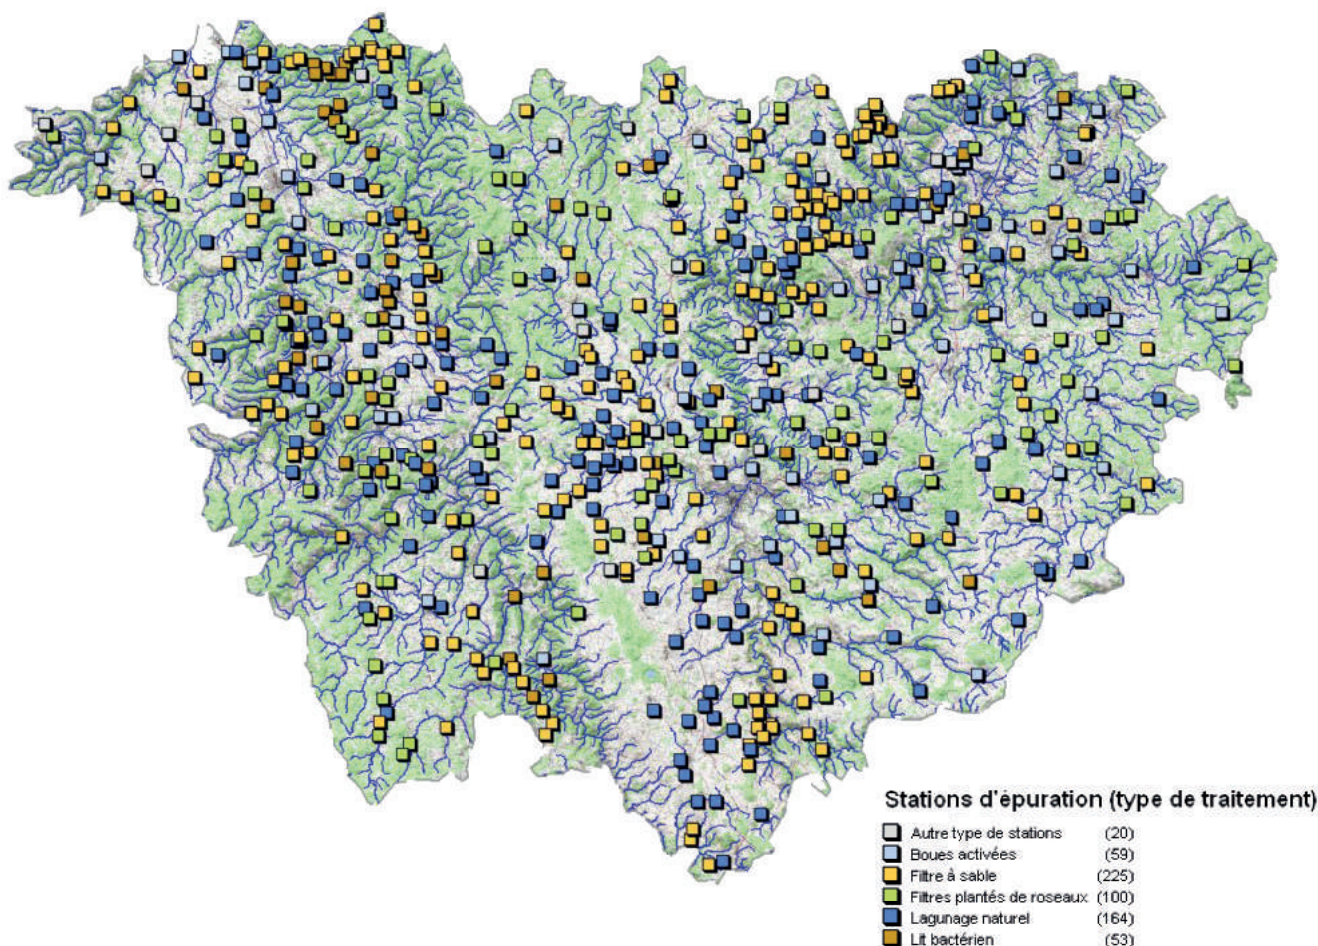 Stations d'épuration (type de traitement)
Autre type de stations (20)
Boues activées (59)
Filtre à sable (225)
Filtres plantés de roseaux (100)
Lagunage naturel (164)
Lit bactérien (53)